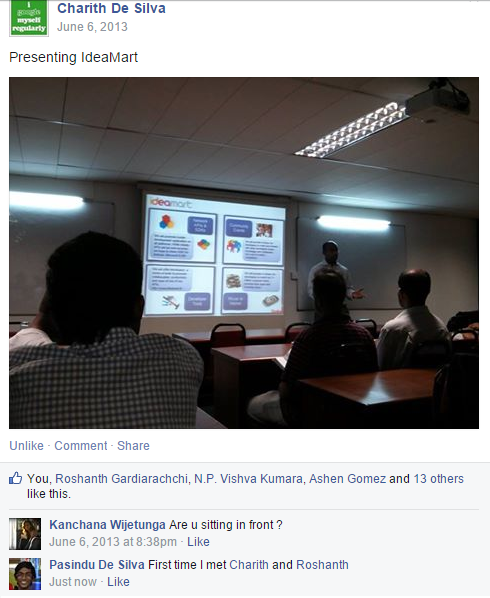 i
google
myself
regularly
Charith De Silva
June 6, 2013
Presenting IdeaMart
ideamart
Unlike · Comment · Share
You, Roshanth Gardiarachchi, N.P. Vishva Kumara, Ashen Gomez and 13 others
like this.
Kanchana Wijetunga Are u sitting in front ?
June 6, 2013 at 8:38pm · Like
Pasindu De Silva First time I met Charith and Roshanth
Just now · Like